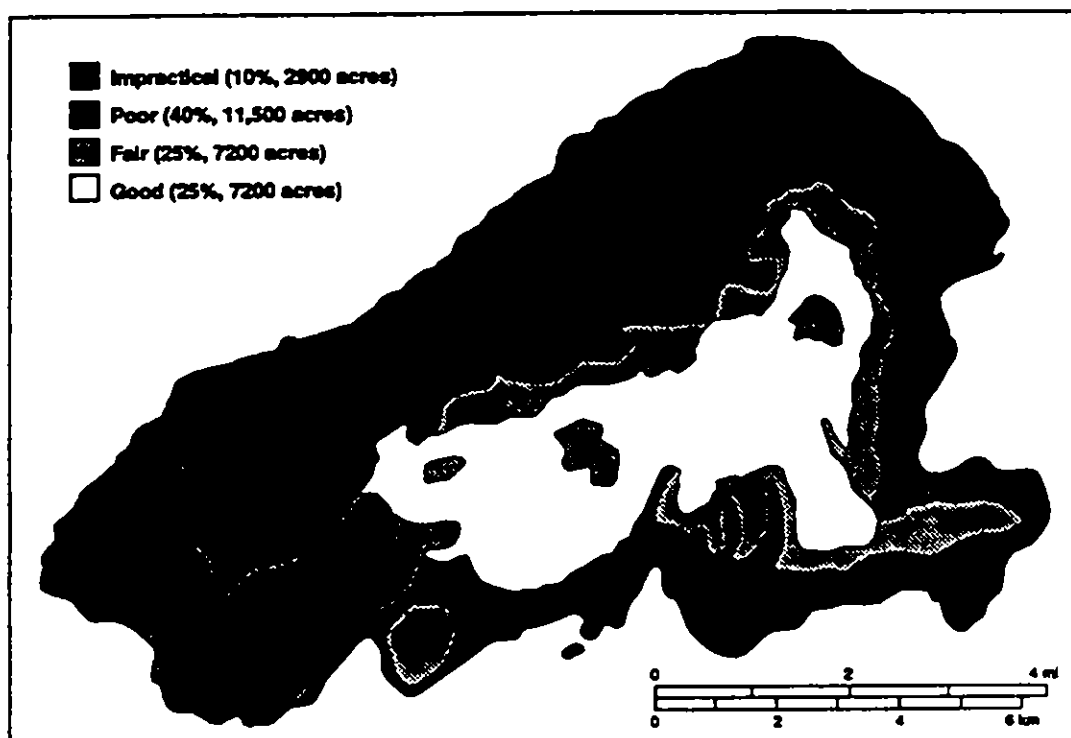 Impractical (10%, 2900 acres)
Poor (40%, 11,500 acres)
Fair (25%, 7200 acres)
Good (25%, 7200 acres)
0 2 4 mi
0 2 4 6 km